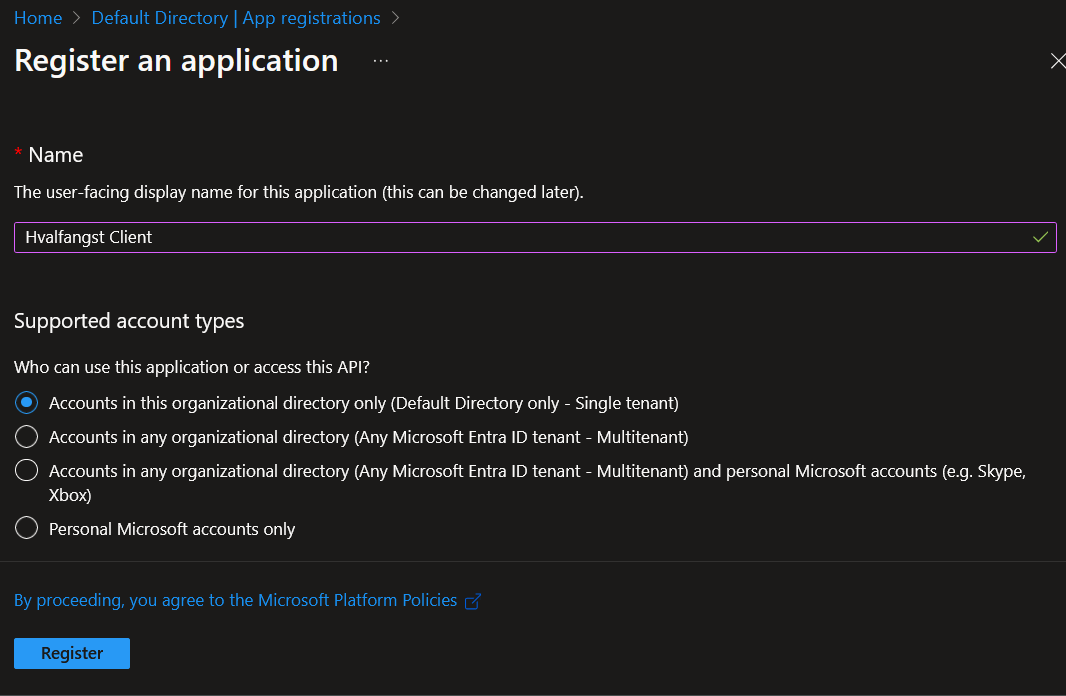 Home > Default Directory | App registrations >
Register an application ...
* Name
The user-facing display name for this application (this can be changed later).
Hvalfangst Client
Supported account types
Who can use this application or access this API?
Accounts in this organizational directory only (Default Directory only - Single tenant)
Accounts in any organizational directory (Any Microsoft Entra ID tenant - Multitenant)
Accounts in any organizational directory (Any Microsoft Entra ID tenant - Multitenant) and personal Microsoft accounts (e.g. Skype,
Xbox)
Personal Microsoft accounts only
By proceeding, you agree to the Microsoft Platform Policies
Register